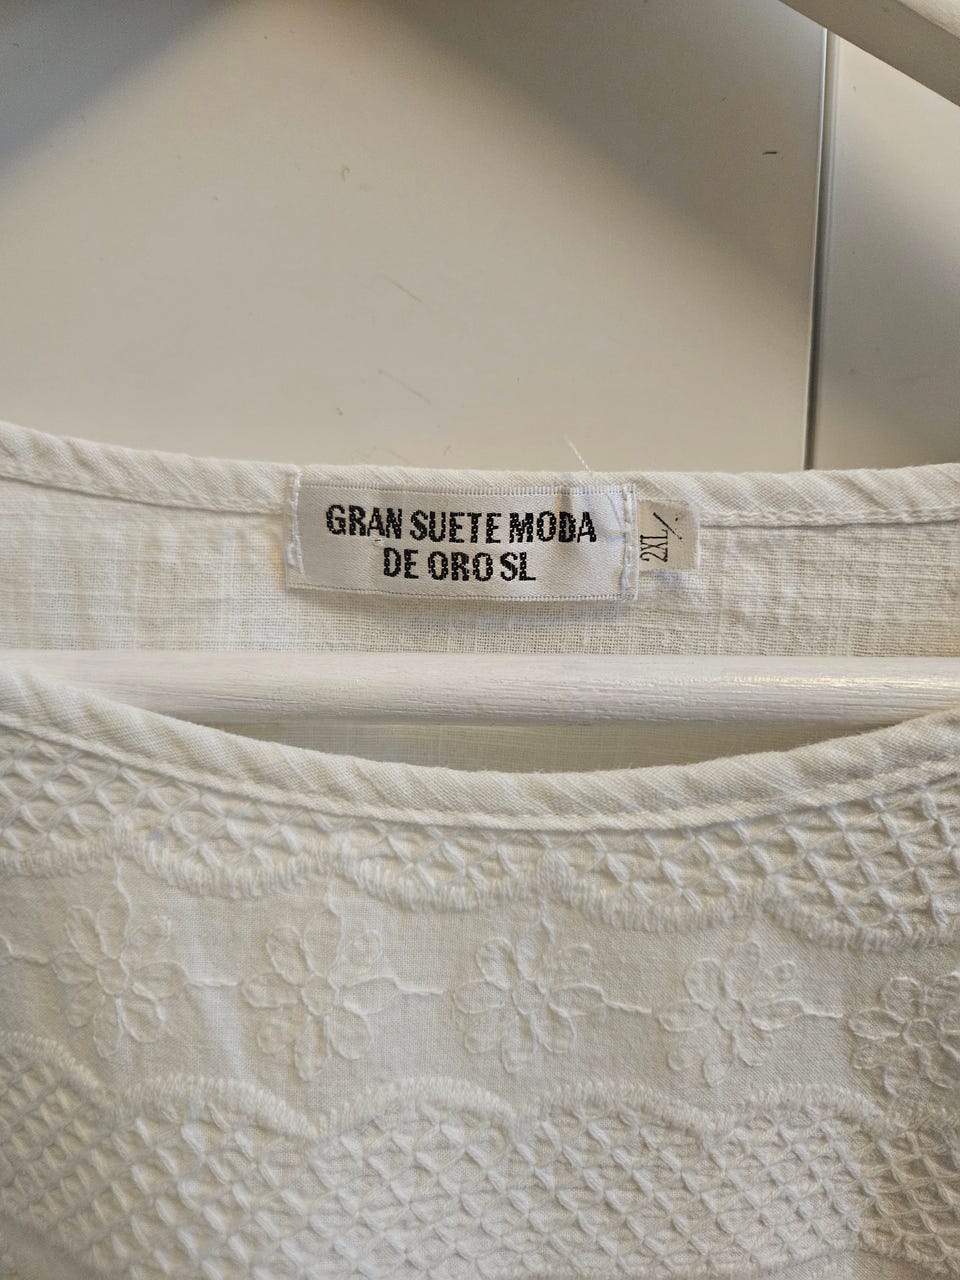 GRAN SUETE MODA
DE ORO SL
2XL